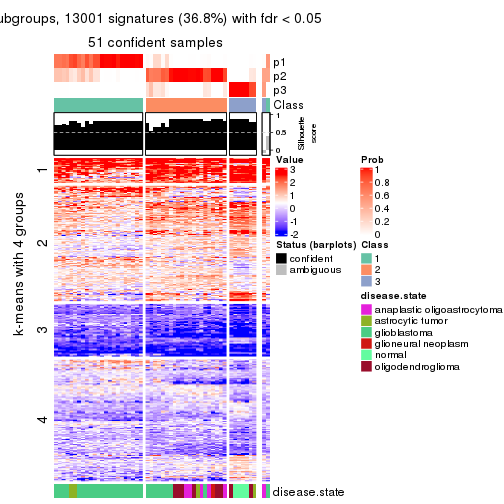 ubgroups, 13001 signatures (36.8%) with fdr < 0.05
51 confident samples
p1
p2
p3
Class
1
0.5
0
Silhouette
score
k-means with 4 groups
1
2
3
4
Value
3
2
1
0
-1
-2
Prob
1
0.8
0.6
0.4
0.2
0
Status (barplots)
confident
ambiguous
Class
1
2
3
disease.state
anaplastic oligoastrocytoma
astrocytic tumor
glioblastoma
glioneural neoplasm
normal
oligodendroglioma
disease.state